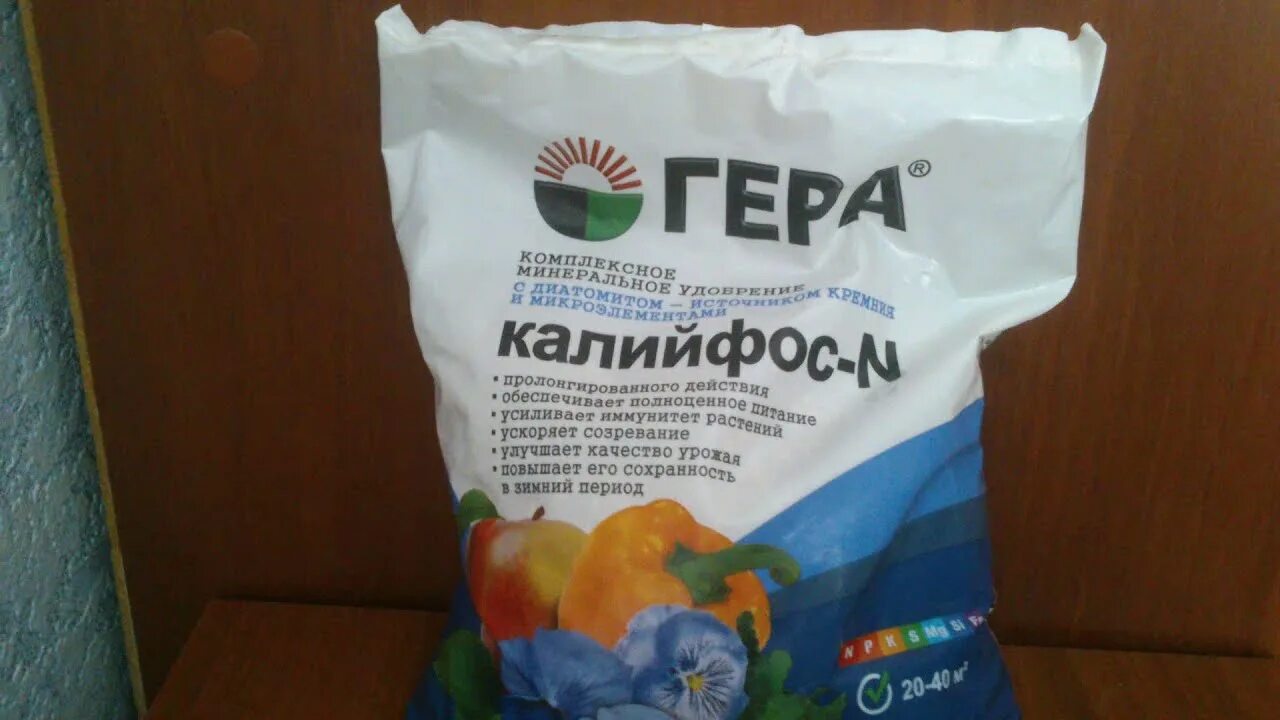 ГЕРА®
КОМПЛЕКСНОЕ
МИНЕРАЛЬНОЕ УДОБРЕНИЕ
С ДИАТОМИТОМ – ИСТОЧНИКОМ КРЕМНИЯ
И МИКРОЭЛЕМЕНТАМИ
КАЛИЙФОС-N
• пролонгированного действия
• обеспечивает полноценное питание
• усиливает иммунитет растений
• ускоряет созревание
• улучшает качество урожая
• повышает его сохранность
в зимний период
N P K S Mg Si Fe
20-40 м²